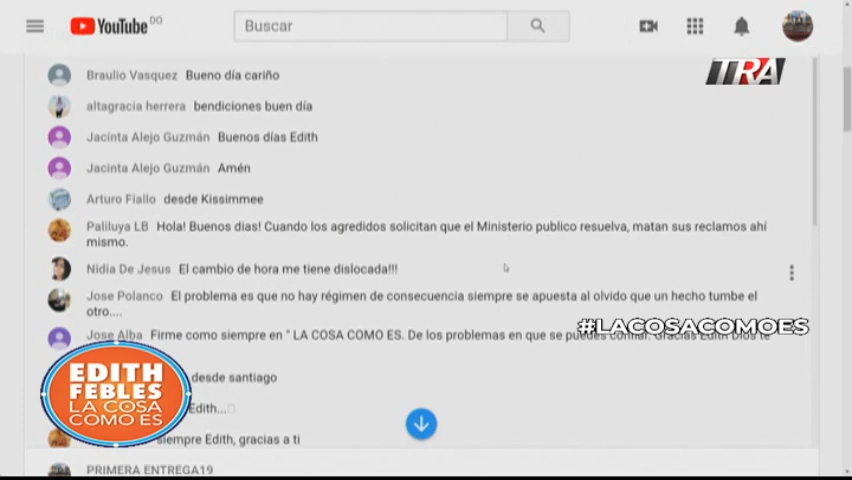 YouTube DO
Buscar
TRA
Braulio Vasquez Bueno día cariño
altagracia herrera bendiciones buen día
Jacinta Alejo Guzmán Buenos días Edith
Jacinta Alejo Guzmán Amén
Arturo Fiallo desde Kissimmee
Paliluya LB Hola! Buenos dias! Cuando los agredidos solicitan que el Ministerio publico resuelva, matan sus reclamos ahí
mismo.
Nidia De Jesus El cambio de hora me tiene dislocada!!!
Jose Polanco El problema es que no hay régimen de consecuencia siempre se apuesta al olvido que un hecho tumbe el
otro....
#LACOSACOMOES
Jose Alba Firme como siempre en " LA COSA COMO ES. De los problemas en que se puedes confiar. Gracias Edith Dios te
desde santiago
Edith...
siempre Edith, gracias a ti
EDITH
FEBLES
LA COSA
COMO ES
PRIMERA ENTREGA19